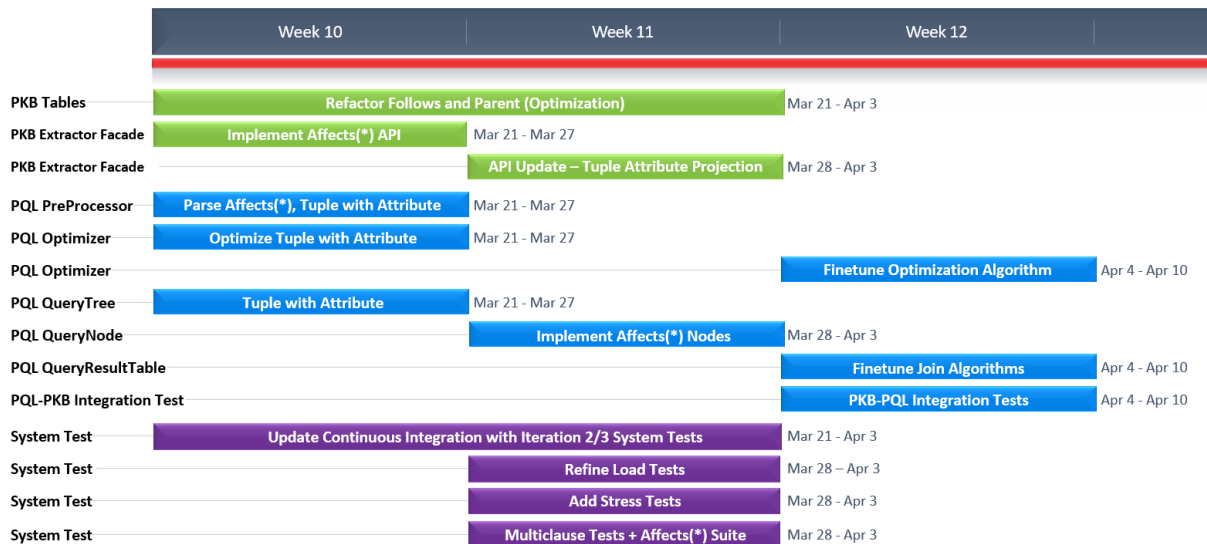 Week 10 Week 11 Week 12
PKB Tables Refactor Follows and Parent (Optimization) Mar 21 - Apr 3
PKB Extractor Facade Implement Affects(*) API Mar 21 - Mar 27
PKB Extractor Facade API Update – Tuple Attribute Projection Mar 28 - Apr 3
PQL PreProcessor Parse Affects(*), Tuple with Attribute Mar 21 - Mar 27
PQL Optimizer Optimize Tuple with Attribute Mar 21 - Mar 27
PQL Optimizer Finetune Optimization Algorithm Apr 4 - Apr 10
PQL QueryTree Tuple with Attribute Mar 21 - Mar 27
PQL QueryNode Implement Affects(*) Nodes Mar 28 - Apr 3
PQL QueryResultTable Finetune Join Algorithms Apr 4 - Apr 10
PQL-PKB Integration Test PKB-PQL Integration Tests Apr 4 - Apr 10
System Test Update Continuous Integration with Iteration 2/3 System Tests Mar 21 - Apr 3
System Test Refine Load Tests Mar 28 – Apr 3
System Test Add Stress Tests Mar 28 - Apr 3
System Test Multiclause Tests + Affects(*) Suite Mar 28 - Apr 3